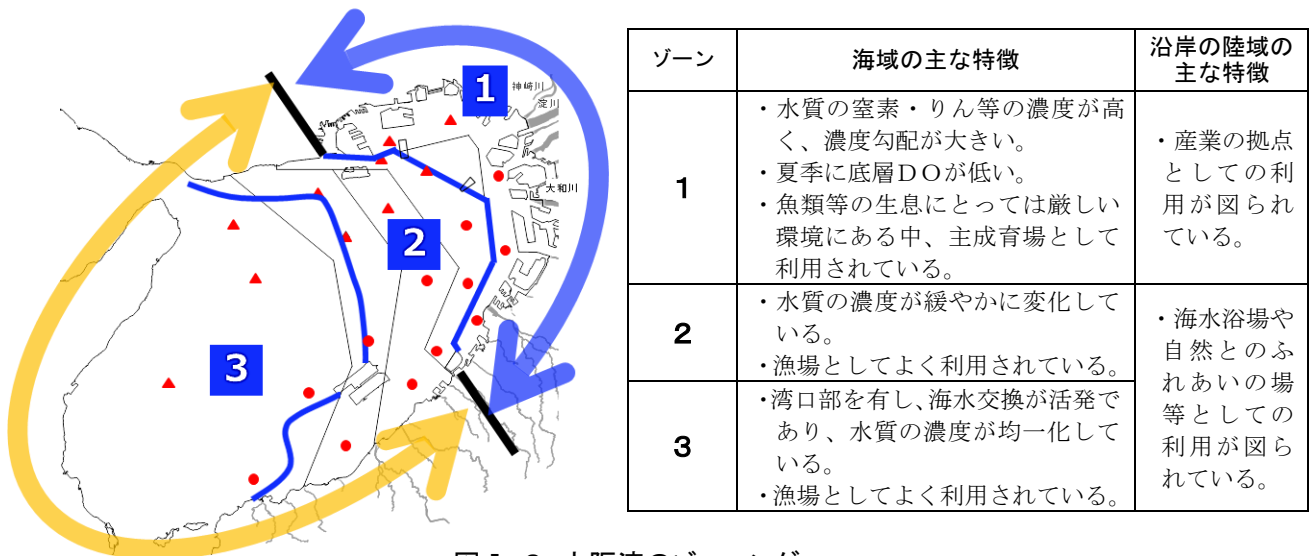 1
神崎川
淀川
大和川
2
3
ゾーン
海域の主な特徴
沿岸の陸域の
主な特徴
1
・水質の窒素・りん等の濃度が高
く、濃度勾配が大きい。
・夏季に底層ＤＯが低い。
・魚類等の生息にとっては厳しい
環境にある中、主成育場として
利用されている。
・産業の拠点
としての利
用が図られ
ている。
2
・水質の濃度が緩やかに変化して
いる。
・漁場としてよく利用されている。
3
・湾口部を有し、海水交換が活発で
あり、水質の濃度が均一化して
いる。
・漁場としてよく利用されている。
・海水浴場や
自然とのふ
れあいの場
等としての
利用が図ら
れている。